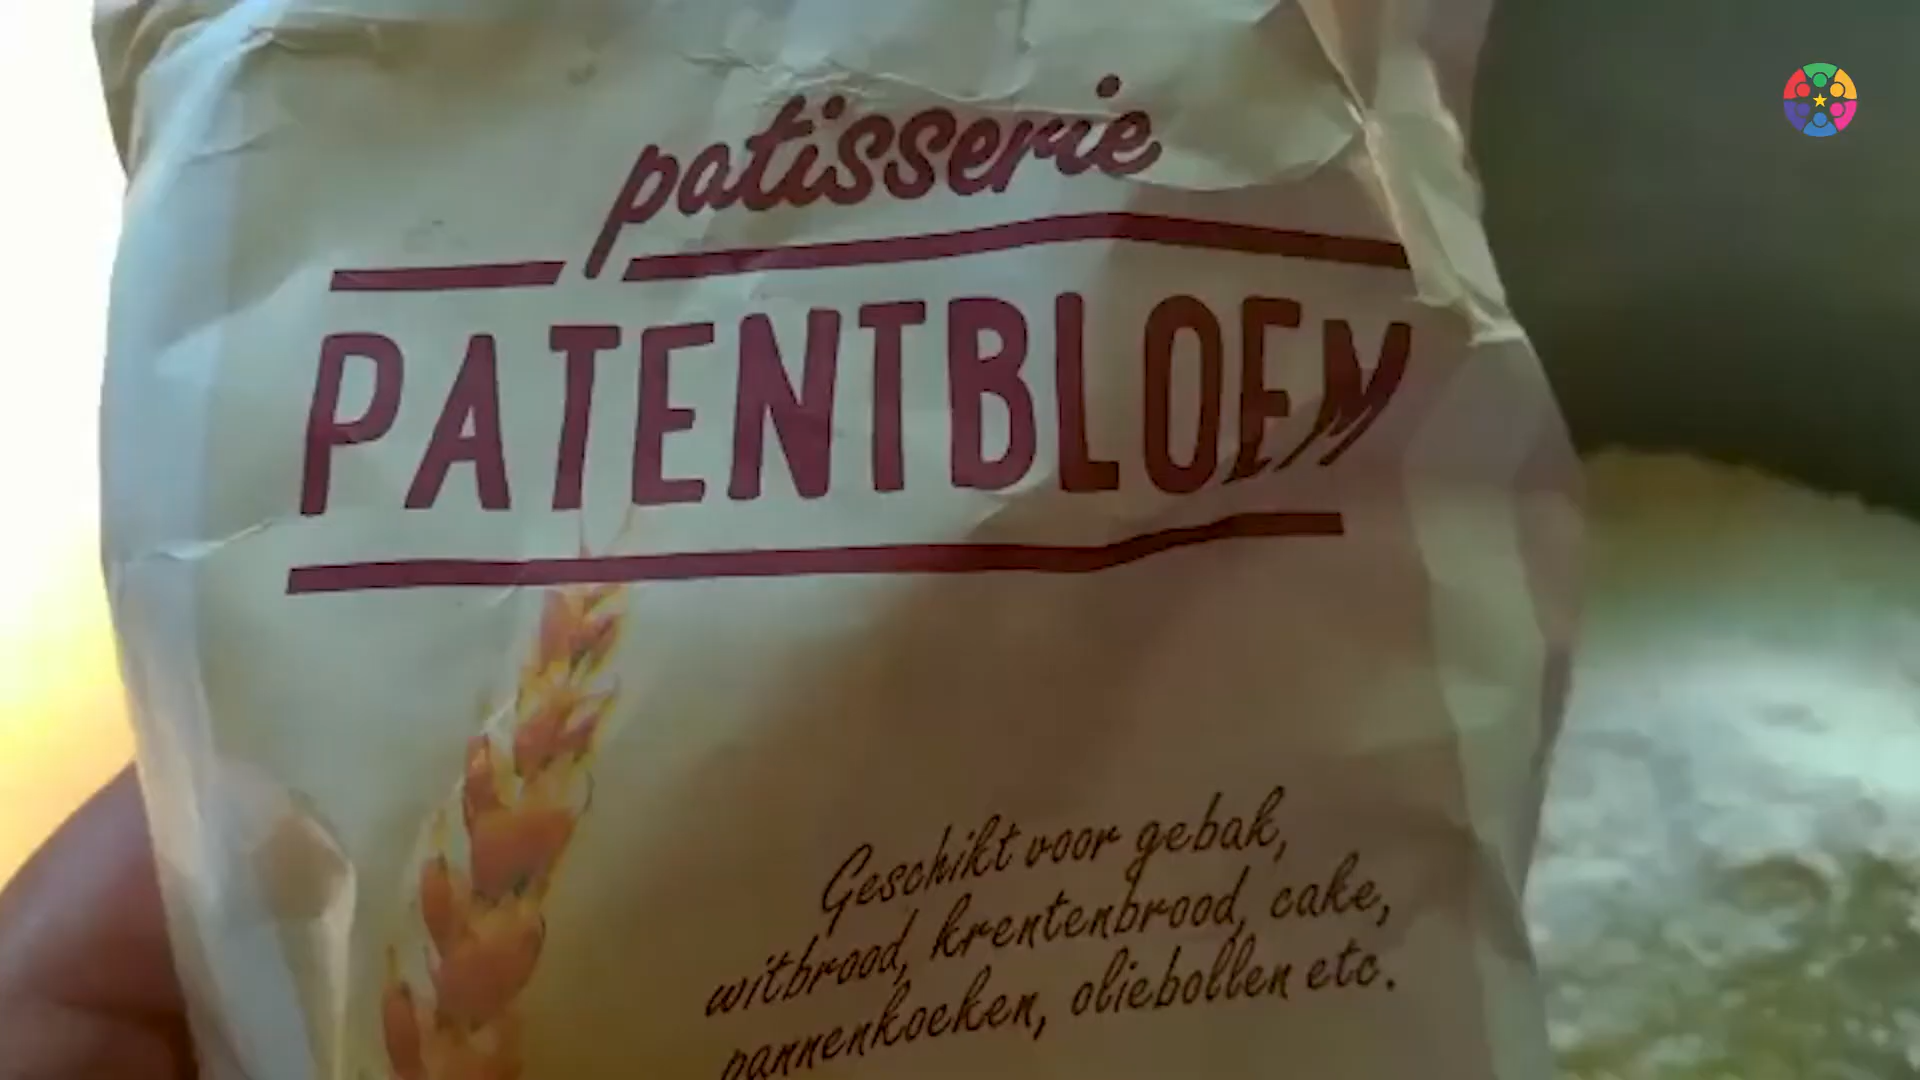 patisserie
PATENTBLOEM
Geschikt voor gebak,
witbrood, krentenbrood, cake,
pannenkoeken, oliebollen etc.